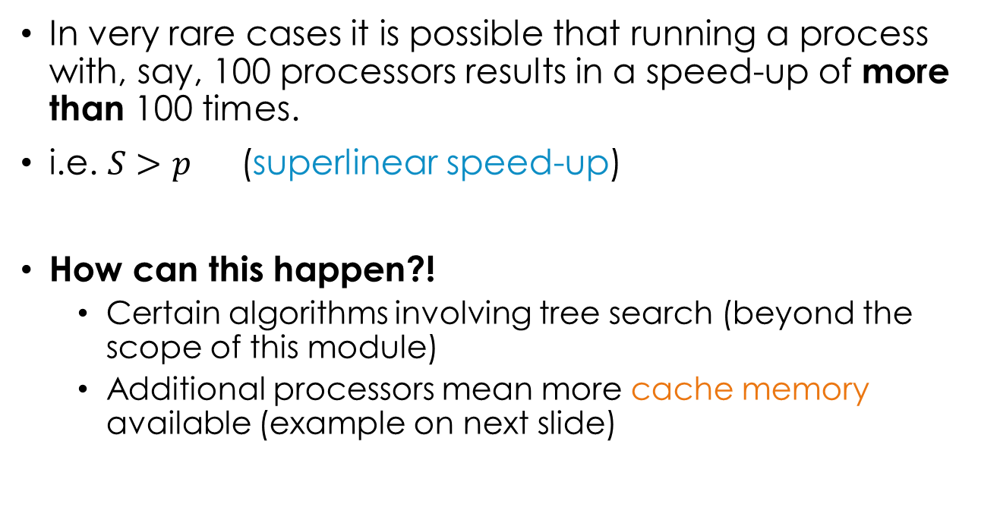 • In very rare cases it is possible that running a process
with, say, 100 processors results in a speed-up of more
than 100 times.
• i.e. 𝑆 > 𝑝 (superlinear speed-up)
• How can this happen?!
• Certain algorithms involving tree search (beyond the
scope of this module)
• Additional processors mean more cache memory
available (example on next slide)